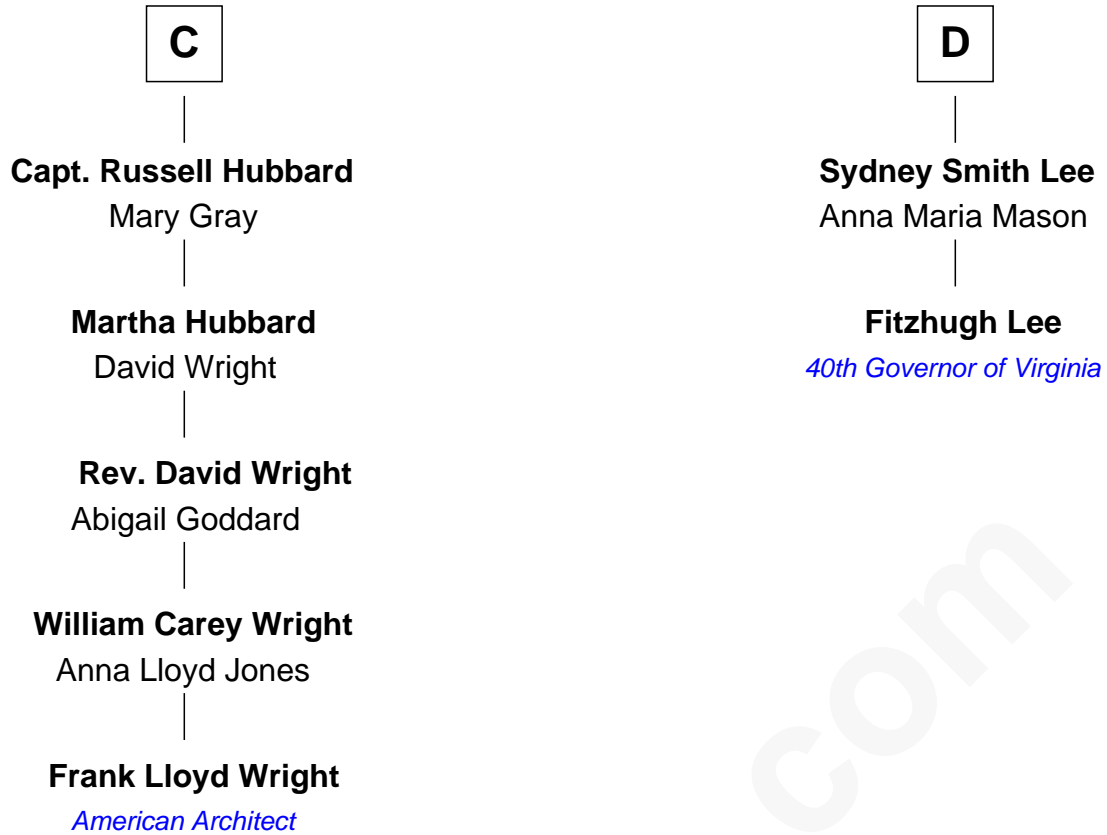 C
Capt. Russell Hubbard
Mary Gray
Martha Hubbard
David Wright
Rev. David Wright
Abigail Goddard
William Carey Wright
Anna Lloyd Jones
Frank Lloyd Wright
American Architect
D
Sydney Smith Lee
Anna Maria Mason
Fitzhugh Lee
40th Governor of Virginia
com